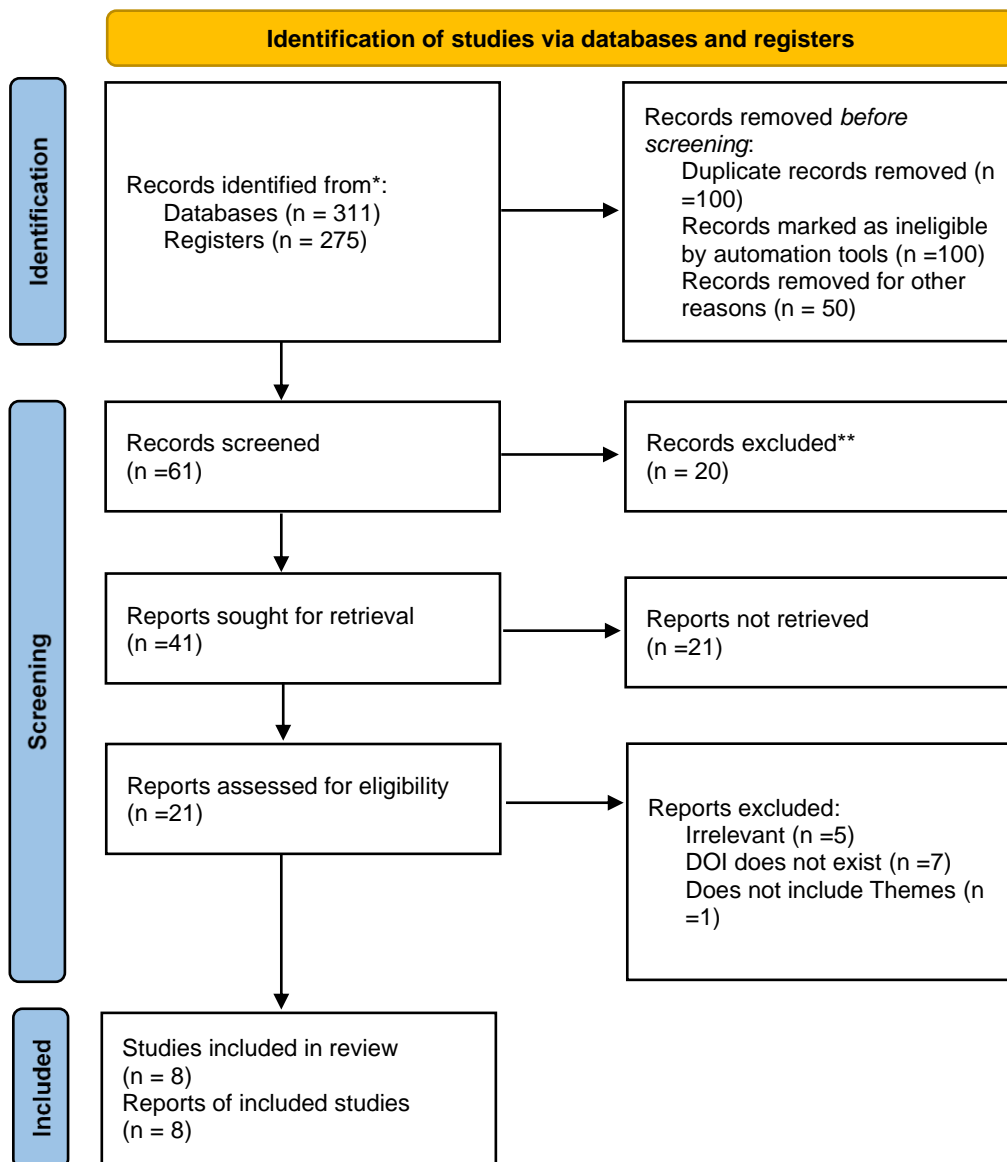 Identification of studies via databases and registers
Identification
Records identified from*:
Databases (n = 311)
Registers (n = 275)
Records removed before
screening:
Duplicate records removed (n
=100)
Records marked as ineligible
by automation tools (n =100)
Records removed for other
reasons (n = 50)
Screening
Records screened
(n =61)
Records excluded**
(n = 20)
Reports sought for retrieval
(n =41)
Reports not retrieved
(n =21)
Reports assessed for eligibility
(n =21)
Reports excluded:
Irrelevant (n =5)
DOI does not exist (n =7)
Does not include Themes (n
=1)
Included
Studies included in review
(n = 8)
Reports of included studies
(n = 8)